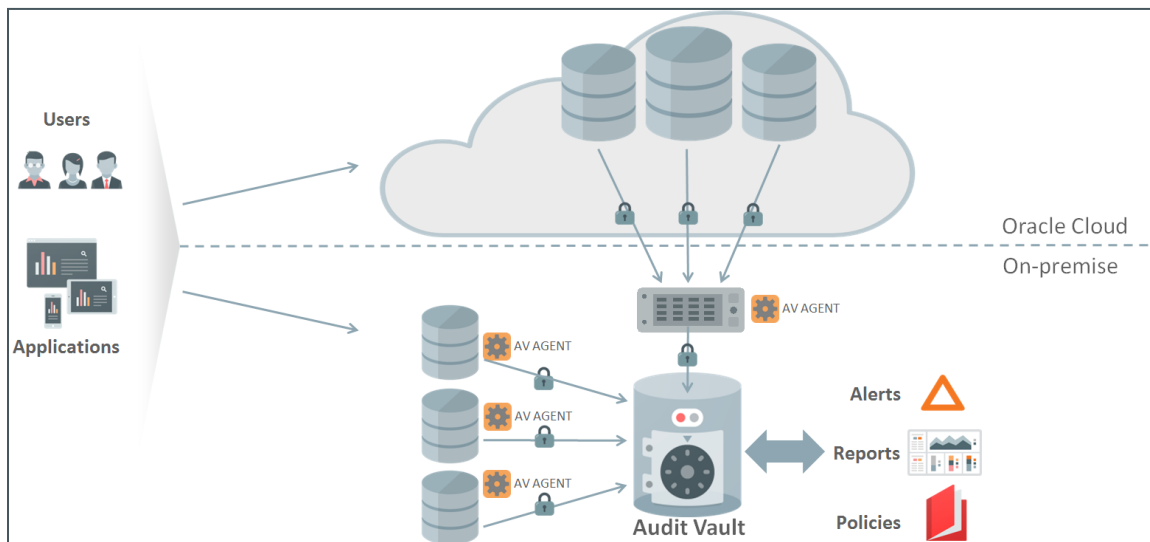 Users
Applications
Oracle Cloud
On-premise
AV AGENT
AV AGENT
AV AGENT
AV AGENT
Audit Vault
Alerts
Reports
Policies